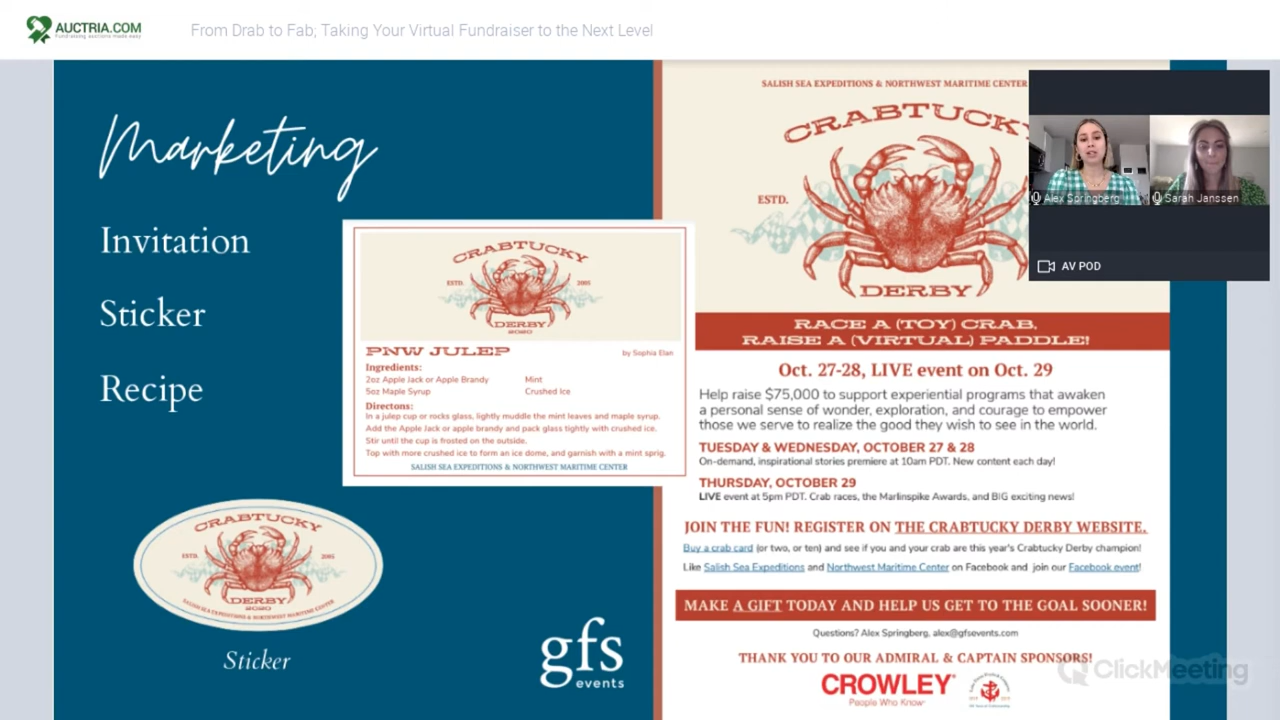 AUCTRIA.COM
Fundraising auctions made easy
From Drab to Fab, Taking Your Virtual Fundraiser to the Next Level
Marketing
Invitation
Sticker
Recipe
CRABTUCKY
ESTD.
2005
DERBY
2020
PNW JULEP
by Sophia Elan
Ingredients:
2oz Apple Jack or Apple Brandy
Mint
5oz Maple Syrup
Crushed Ice
Directons:
In a julep cup or rocks glass, lightly muddle the mint leaves and maple syrup.
Add the Apple Jack or apple brandy and pack glass tightly with crushed ice.
Stir until the cup is frosted on the outside.
Top with more crushed ice to form an ice dome, and garnish with a mint sprig.
SALISH SEA EXPEDITIONS & NORTHWEST MARITIME CENTER
CRABTUCKY
ESTD.
2005
DERBY
2020
SALISH SEA EXPEDITIONS & NORTHWEST MARITIME CENTER
Sticker
gfs
events
SALISH SEA EXPEDITIONS & NORTHWEST MARITIME CENTER
CRABTUCKY
ESTD.
DERBY
RACE A (TOY) CRAB,
RAISE A (VIRTUAL) PADDLE!
Oct. 27-28, LIVE event on Oct. 29
Help raise $75,000 to support experiential programs that awaken
a personal sense of wonder, exploration, and courage to empower
those we serve to realize the good they wish to see in the world.
TUESDAY & WEDNESDAY, OCTOBER 27 & 28
On-demand, inspirational stories premiere at 10am PDT. New content each day!
THURSDAY, OCTOBER 29
LIVE event at 5pm PDT. Crab races, the Marlinspike Awards, and BIG exciting news!
JOIN THE FUN! REGISTER ON THE CRABTUCKY DERBY WEBSITE.
Buy a crab card (or two, or ten) and see if you and your crab are this year's Crabtucky Derby champion!
Like Salish Sea Expeditions and Northwest Maritime Center on Facebook and join our Facebook event!
MAKE A GIFT TODAY AND HELP US GET TO THE GOAL SOONER!
Questions? Alex Springberg, alex@gfsevents.com
THANK YOU TO OUR ADMIRAL & CAPTAIN SPONSORS!
CROWLEY
People Who Know
Alex Springberg
Sarah Janssen
AV POD
ClickMeeting